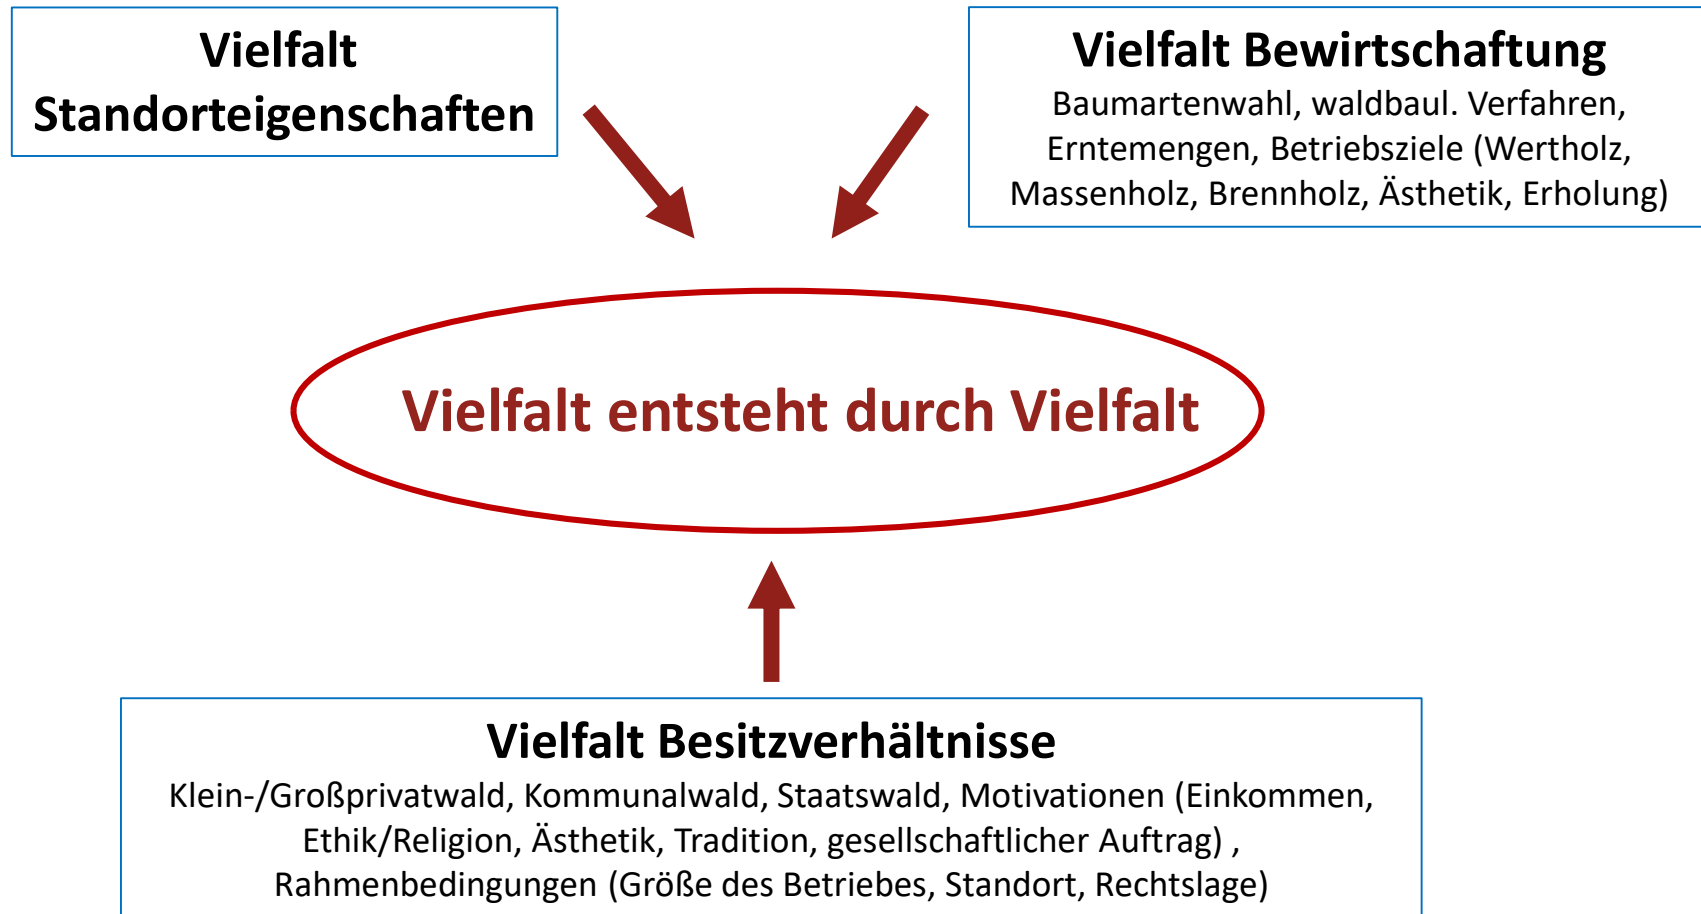 Vielfalt
Standorteigenschaften
Vielfalt Bewirtschaftung
Baumartenwahl, waldbaul. Verfahren,
Erntemengen, Betriebsziele (Wertholz,
Massenholz, Brennholz, Ästhetik, Erholung)
Vielfalt entsteht durch Vielfalt
Vielfalt Besitzverhältnisse
Klein-/Großprivatwald, Kommunalwald, Staatswald, Motivationen (Einkommen,
Ethik/Religion, Ästhetik, Tradition, gesellschaftlicher Auftrag) ,
Rahmenbedingungen (Größe des Betriebes, Standort, Rechtslage)